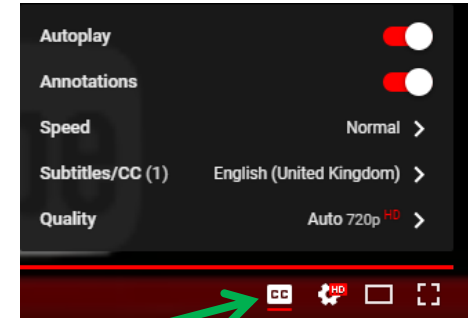 Autoplay
Annotations
Speed Normal
Subtitles/CC (1) English (United Kingdom)
Quality Auto 720p HD
CC HD